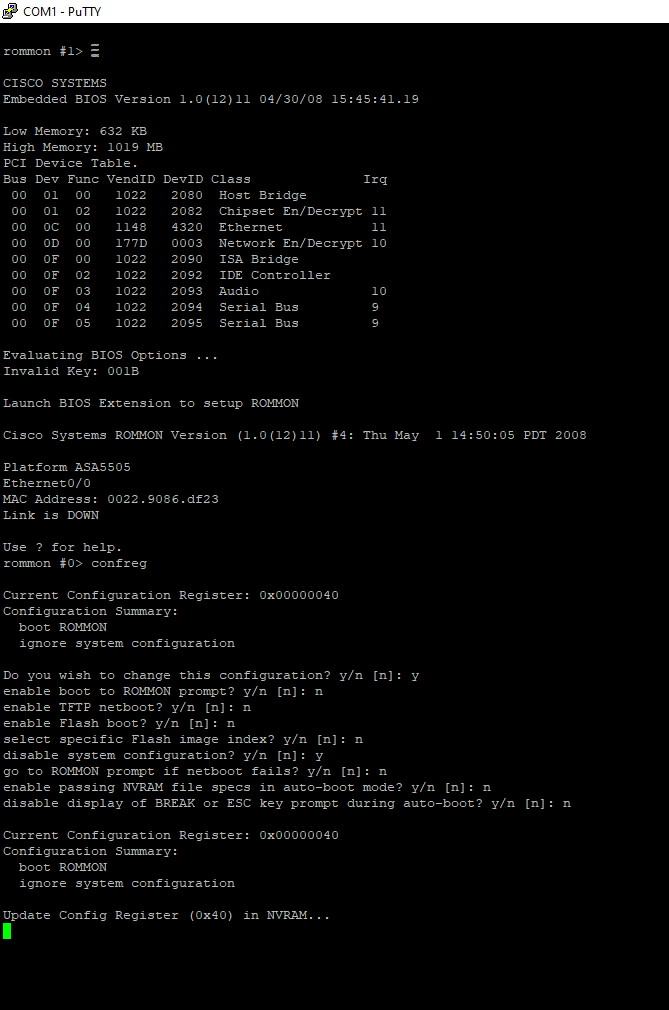 COM1 - PuTTY
rommon #1>
CISCO SYSTEMS
Embedded BIOS Version 1.0(12)11 04/30/08 15:45:41.19
Low Memory: 632 KB
High Memory: 1019 MB
PCI Device Table.
Bus Dev Func VendID DevID Class Irq
00 01 00 1022 2080 Host Bridge
00 01 02 1022 2082 Chipset En/Decrypt 11
00 0C 00 1148 4320 Ethernet 11
00 0D 00 177D 0003 Network En/Decrypt 10
00 0F 00 1022 2090 ISA Bridge
00 0F 02 1022 2092 IDE Controller
00 0F 03 1022 2093 Audio 10
00 0F 04 1022 2094 Serial Bus 9
00 0F 05 1022 2095 Serial Bus 9
Evaluating BIOS Options ...
Invalid Key: 001B
Launch BIOS Extension to setup ROMMON
Cisco Systems ROMMON Version (1.0(12)11) #4: Thu May  1 14:50:05 PDT 2008
Platform ASA5505
Ethernet0/0
MAC Address: 0022.9086.df23
Link is DOWN
Use ? for help.
rommon #0> confreg
Current Configuration Register: 0x00000040
Configuration Summary:
boot ROMMON
ignore system configuration
Do you wish to change this configuration? y/n [n]: y
enable boot to ROMMON prompt? y/n [n]: n
enable TFTP netboot? y/n [n]: n
enable Flash boot? y/n [n]: n
select specific Flash image index? y/n [n]: n
disable system configuration? y/n [n]: y
go to ROMMON prompt if netboot fails? y/n [n]: n
enable passing NVRAM file specs in auto-boot mode? y/n [n]: n
disable display of BREAK or ESC key prompt during auto-boot? y/n [n]: n
Current Configuration Register: 0x00000040
Configuration Summary:
boot ROMMON
ignore system configuration
Update Config Register (0x40) in NVRAM...